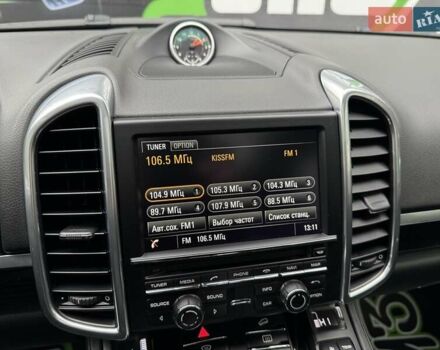 auto RIA
TUNER OPTION
106.5 МГц KISSFM FM 1
104.9 МГц 1 105.3 МГц 2 104.3 МГц 3
89.7 МГц 4 107.9 МГц 5 88.5 МГц 6
Авт.сох. FM1 Выбор частот Список станц.
FM 106.5 МГц 13:11
TUNER MEDIA PHONE NAVI MAP
SOURCE SOUND INFO
CAR